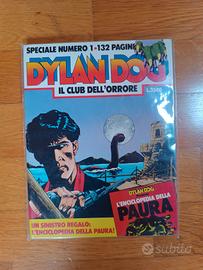 SPECIALE NUMERO 1-132 PAGINE
DYLAN DOG
IL CLUB DELL'ORRORE
L.3500
DYLAN DOG
L'ENCICLOPEDIA DELLA
PAURA
UN SINISTRO REGALO:
L'ENCICLOPEDIA DELLA PAURA!
subito